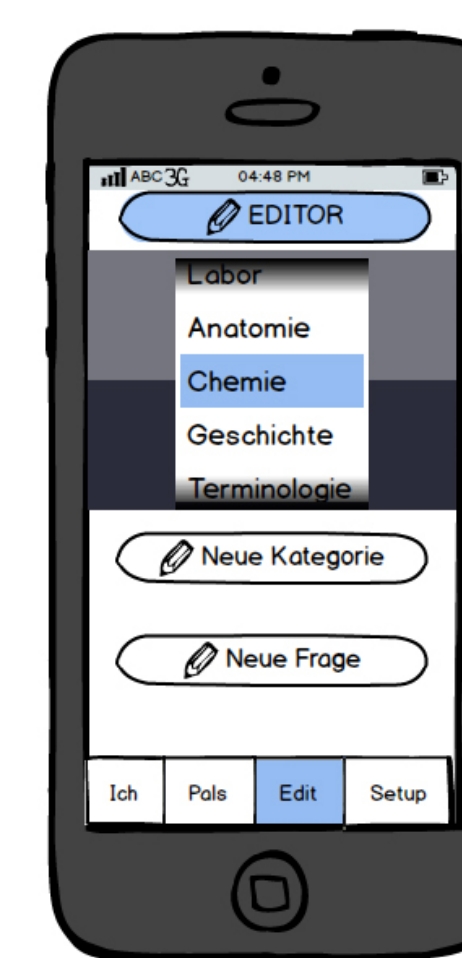 ABC 3G 04:48 PM
EDITOR
Labor
Anatomie
Chemie
Geschichte
Terminologie
Neue Kategorie
Neue Frage
Ich Pals Edit Setup